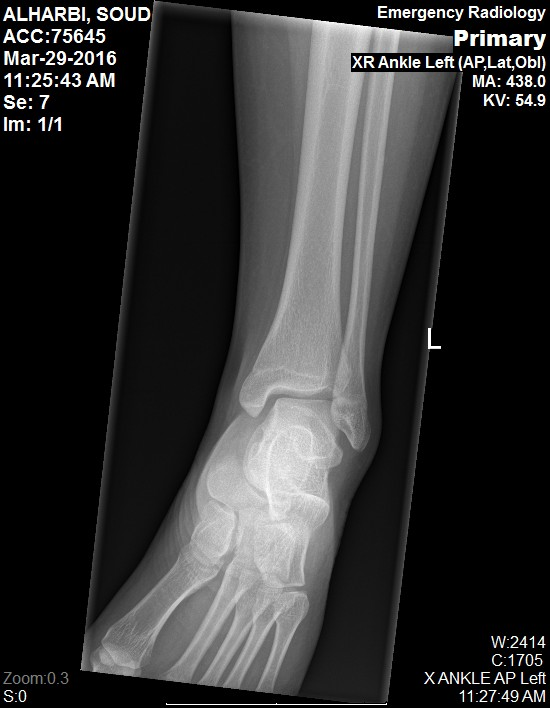 ALHARBI, SOUD
ACC:75645
Mar-29-2016
11:25:43 AM
Se: 7
Im: 1/1
Emergency Radiology
Primary
XR Ankle Left (AP,Lat,Obl)
MA: 438.0
KV: 54.9
L
Zoom:0.3
S:0
W:2414
C:1705
X ANKLE AP Left
11:27:49 AM